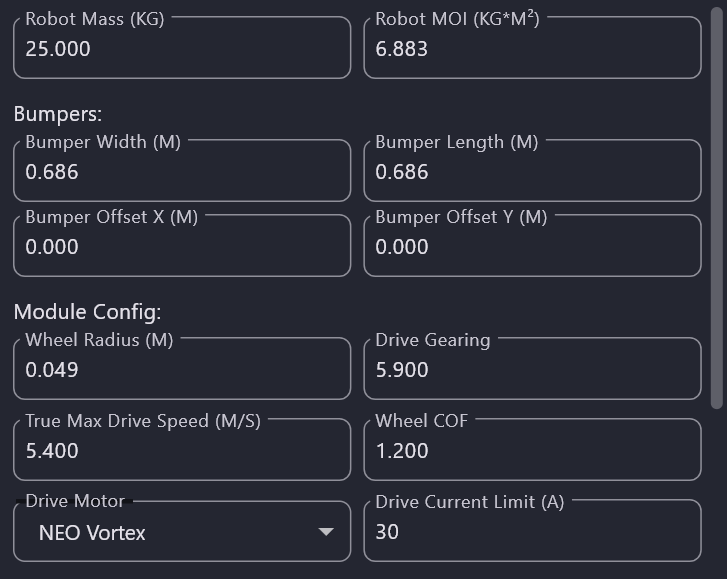 Robot Mass (KG) Robot MOI (KG*M²)
25.000 6.883
Bumpers:
Bumper Width (M) Bumper Length (M)
0.686 0.686
Bumper Offset X (M) Bumper Offset Y (M)
0.000 0.000
Module Config:
Wheel Radius (M) Drive Gearing
0.049 5.900
True Max Drive Speed (M/S) Wheel COF
5.400 1.200
Drive Motor Drive Current Limit (A)
NEO Vortex 30